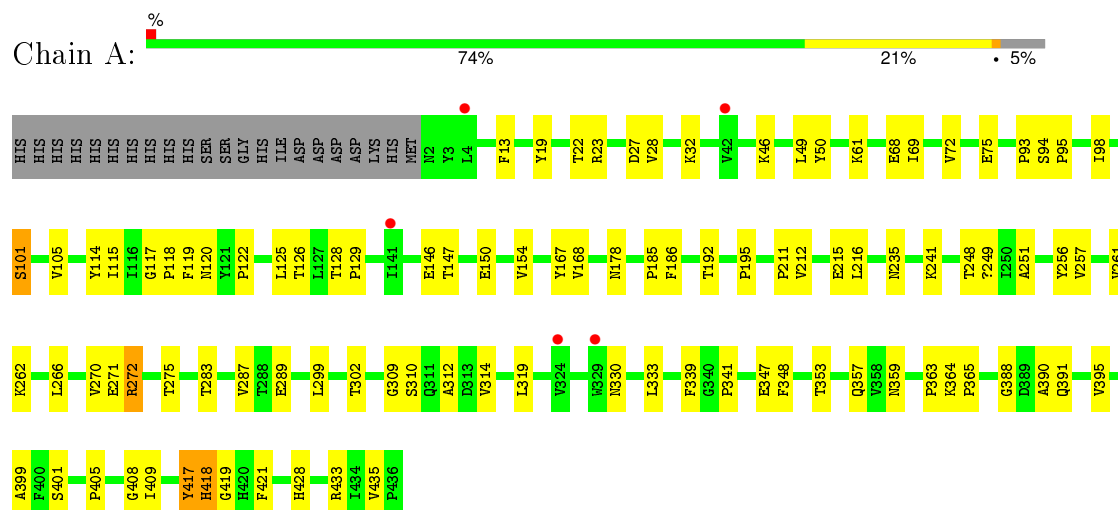 %
Chain A:
74% 21% • 5%
HIS HIS HIS HIS HIS HIS HIS HIS HIS HIS SER SER GLY HIS ILE ASP ASP ASP ASP LYS HIS MET N2 Y3 L4 F13 Y19 T22 R23 D27 V28 K32 V42 K46 L49 Y50 K61 E68 I69 V72 E75 P93 S94 P95 I98
S101 V105 Y114 I115 I116 G117 P118 F119 N120 Y121 P122 L125 T126 L127 T128 P129 I141 E146 T147 E150 V154 Y167 V168 N178 P185 F186 T192 P195 P211 V212 E215 L216 N235 K241 T248 ?249 I250 A251 Y256 V257 V261
K262 L266 V270 E271 R272 T275 T283 V287 T288 E289 L299 T302 G309 S310 Q311 A312 D313 V314 L319 V324 W329 N330 L333 F339 G340 P341 E347 F348 T353 Q357 V358 N359 P363 K364 P365 G388 D389 A390 Q391 V395
A399 F400 S401 P405 G408 I409 Y417 H418 G419 H420 F421 H428 R433 I434 V435 P436